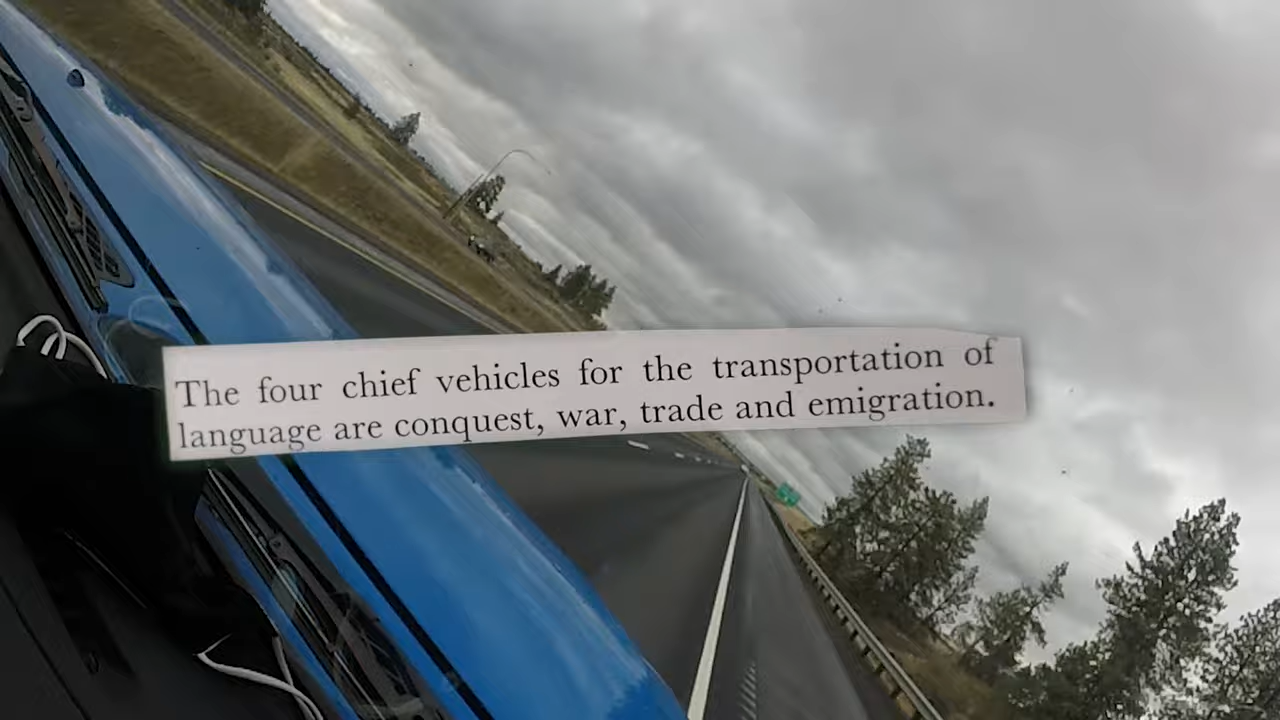 The four chief vehicles for the transportation of
language are conquest, war, trade and emigration.